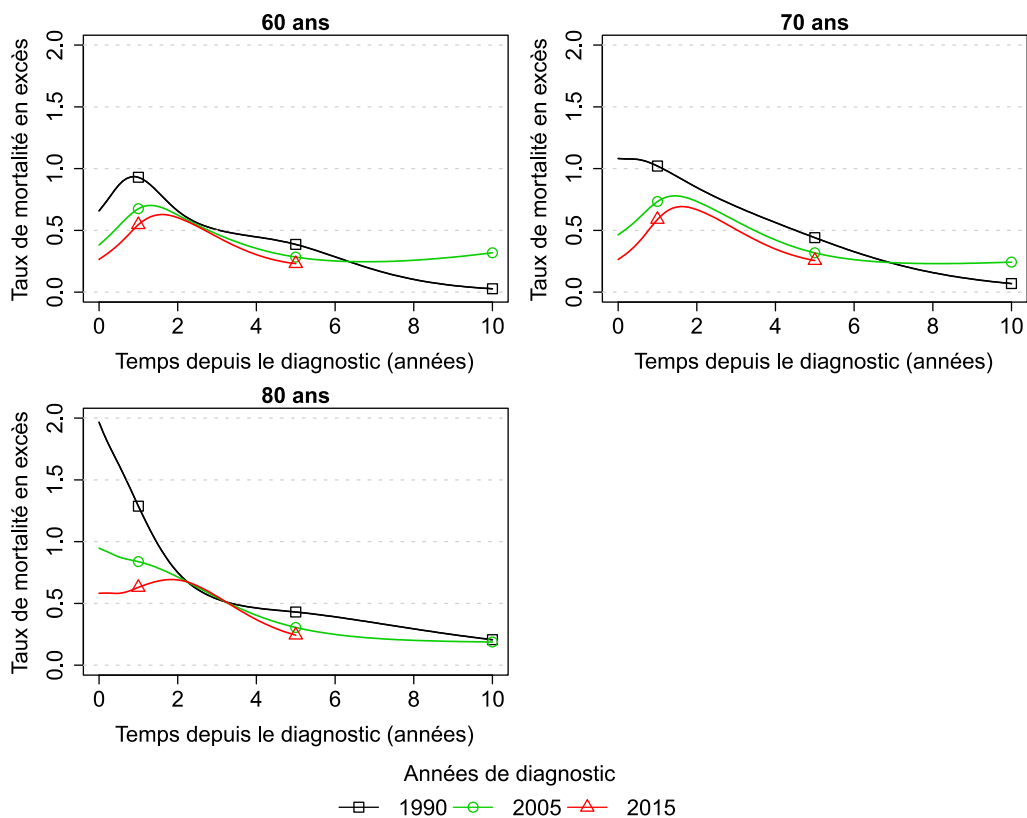 60 ans
Taux de mortalité en excès
2.0
1.5
1.0
0.5
0.0
0 2 4 6 8 10
Temps depuis le diagnostic (années)
70 ans
Taux de mortalité en excès
2.0
1.5
1.0
0.5
0.0
0 2 4 6 8 10
Temps depuis le diagnostic (années)
80 ans
Taux de mortalité en excès
2.0
1.5
1.0
0.5
0.0
0 2 4 6 8 10
Temps depuis le diagnostic (années)
Années de diagnostic
1990 2005 2015